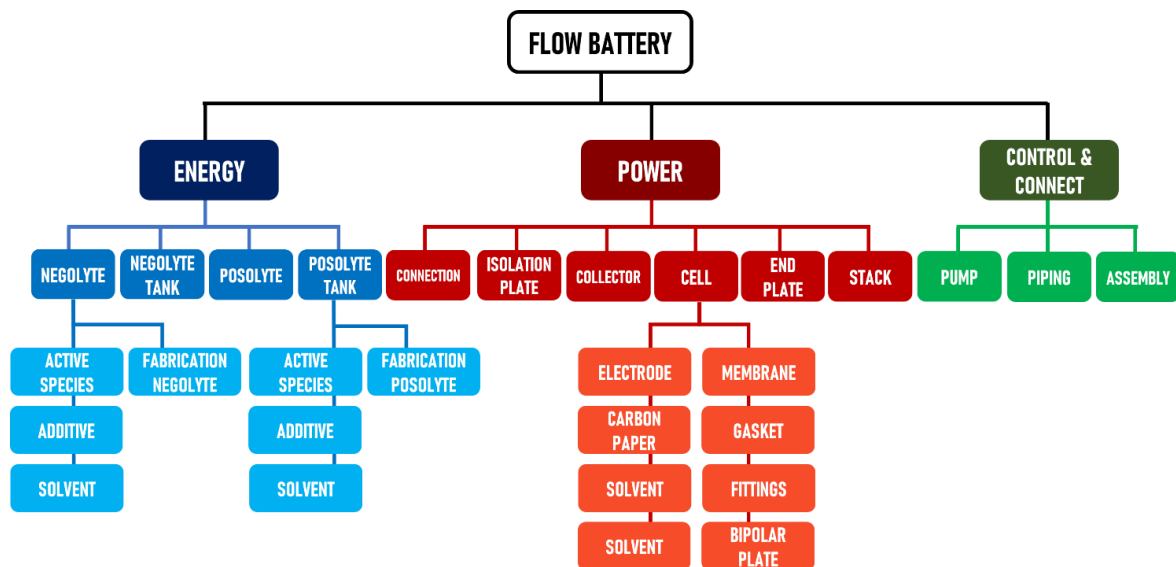 FLOW BATTERY
ENERGY
POWER
CONTROL &
CONNECT
NEGOLYTE
NEGOLYTE
TANK
POSOLYTE
POSOLYTE
TANK
CONNECTION
ISOLATION
PLATE
COLLECTOR
CELL
END
PLATE
STACK
PUMP
PIPING
ASSEMBLY
ACTIVE
SPECIES
FABRICATION
NEGOLYTE
ACTIVE
SPECIES
FABRICATION
POSOLYTE
ELECTRODE
MEMBRANE
ADDITIVE
ADDITIVE
CARBON
PAPER
GASKET
SOLVENT
SOLVENT
SOLVENT
FITTINGS
SOLVENT
BIPOLAR
PLATE